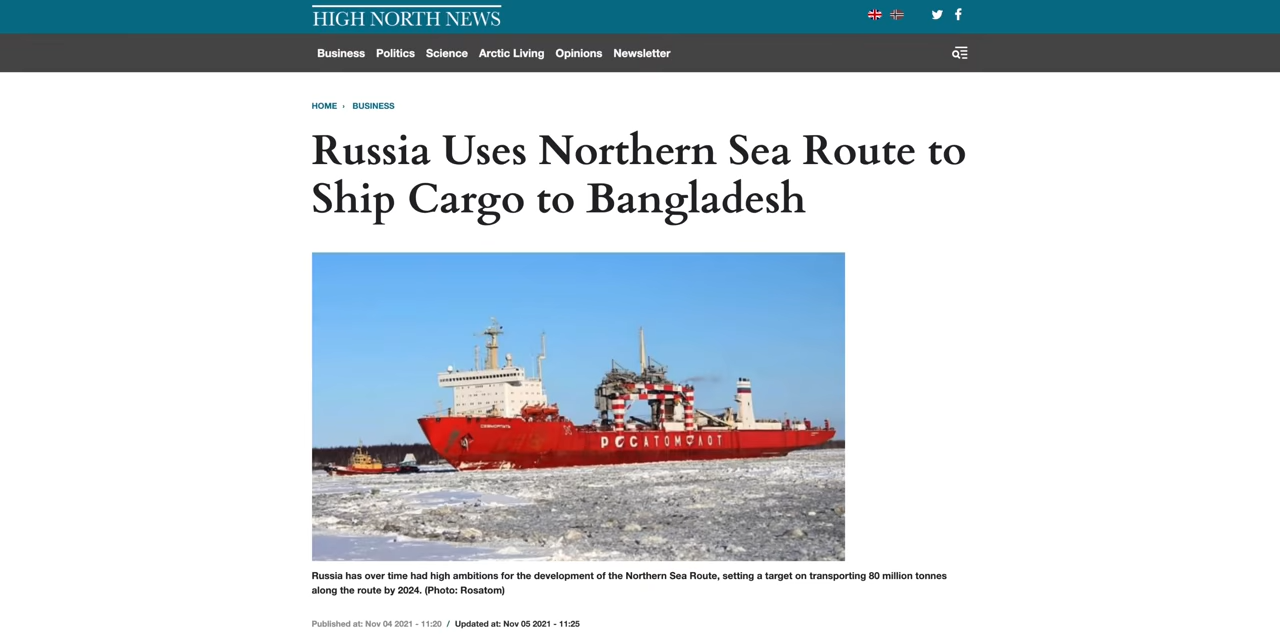 HIGH NORTH NEWS
Business Politics Science Arctic Living Opinions Newsletter
HOME › BUSINESS
Russia Uses Northern Sea Route to
Ship Cargo to Bangladesh
РОСАТОМФЛОТ
Russia has over time had high ambitions for the development of the Northern Sea Route, setting a target on transporting 80 million tonnes
along the route by 2024. (Photo: Rosatom)
Published at: Nov 04 2021 - 11:20 / Updated at: Nov 05 2021 - 11:25